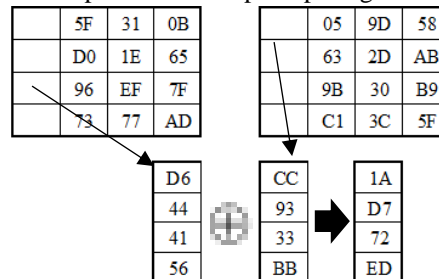 5F 31 0B 05 9D 58
D0 1E 65 63 2D AB
96 EF 7F 9B 30 B9
73 77 AD C1 3C 5F
D6 CC 1A
44 93 D7
41 33 72
56 BB ED